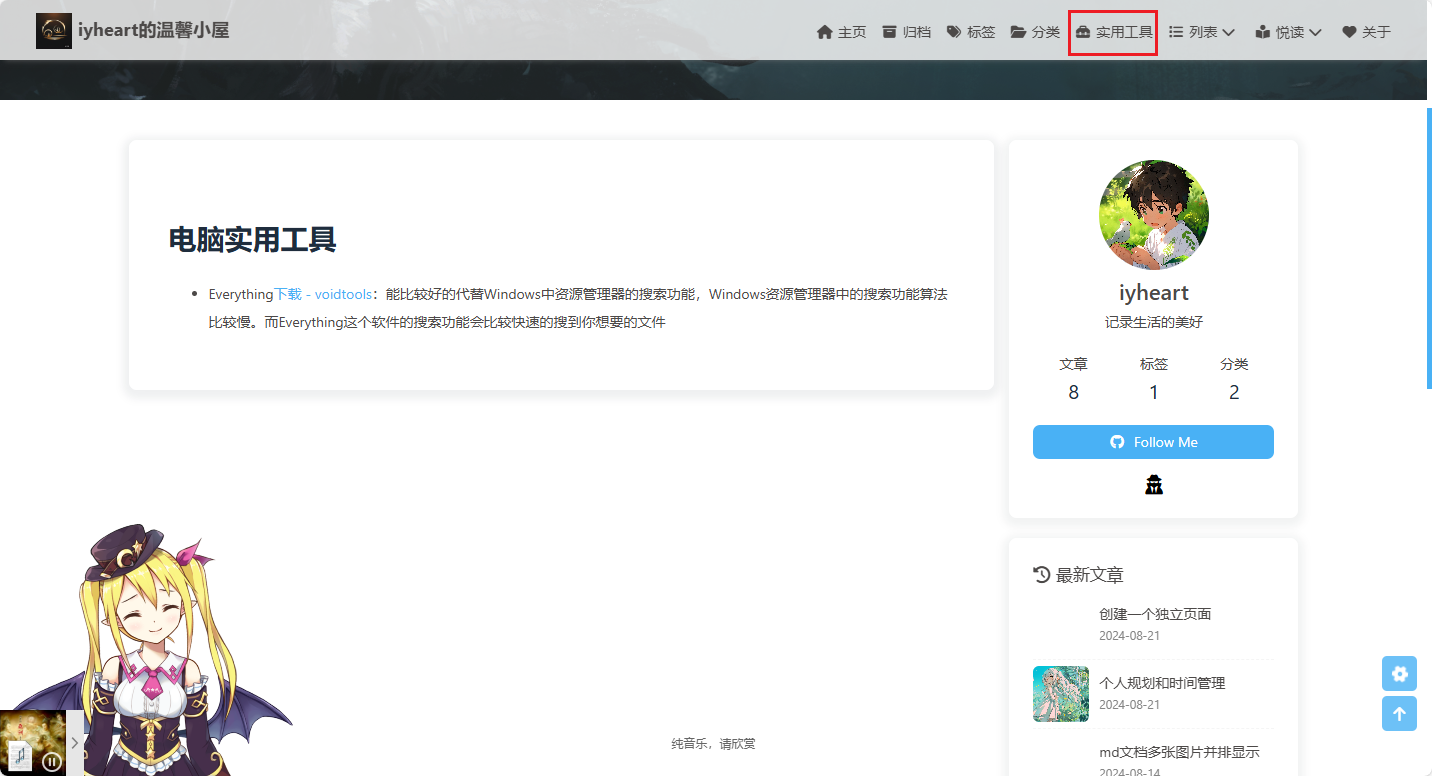 iyheart的温馨小屋
主页 归档 标签 分类 实用工具 列表 悦读 关于
电脑实用工具
Everything下载 - voidtools：能比较好的代替Windows中资源管理器的搜索功能，Windows资源管理器中的搜索功能算法
比较慢。而Everything这个软件的搜索功能会比较快速的搜到你想要的文件
iyheart
记录生活的美好
文章 标签 分类
8 1 2
Follow Me
最新文章
创建一个独立页面
2024-08-21
个人规划和时间管理
2024-08-21
md文档多张图片并排显示
2024-08-14
纯音乐，请欣赏